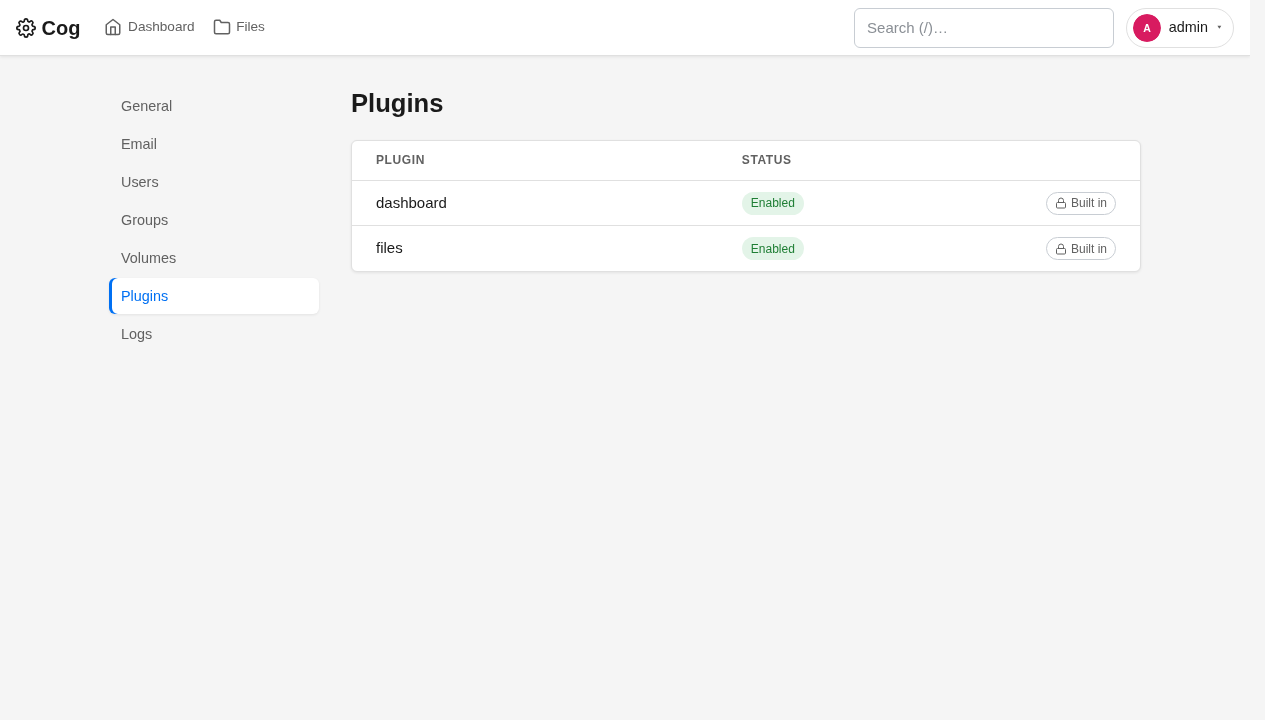 Cog Dashboard Files Search (/)… A admin
General
Email
Users
Groups
Volumes
Plugins
Logs
Plugins
PLUGIN STATUS
dashboard Enabled Built in
files Enabled Built in